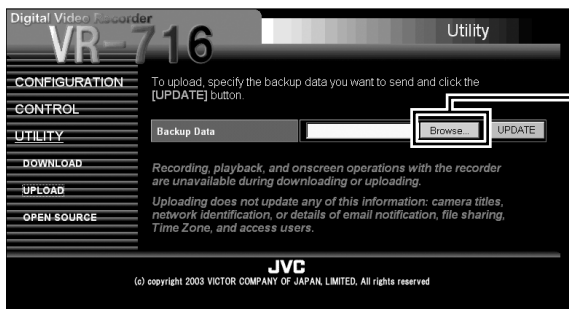 Digital Video Recorder
VR-716
Utility
CONFIGURATION
CONTROL
UTILITY
DOWNLOAD
UPLOAD
OPEN SOURCE
To upload, specify the backup data you want to send and click the
[UPDATE] button.
Backup Data
Browse...
UPDATE
Recording, playback, and onscreen operations with the recorder
are unavailable during downloading or uploading.
Uploading does not update any of this information: camera titles,
network identification, or details of email notification, file sharing,
Time Zone, and access users.
JVC
(c) copyright 2003 VICTOR COMPANY OF JAPAN, LIMITED, All rights reserved